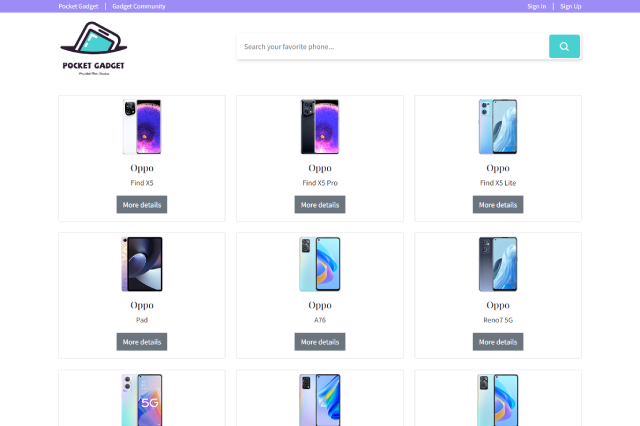 Pocket Gadget | Gadget Community
Sign In | Sign Up
POCKET GADGET
Search your favorite phone...
Oppo
Find X5
More details
Oppo
Find X5 Pro
More details
Oppo
Find X5 Lite
More details
Oppo
Pad
More details
Oppo
A76
More details
Oppo
Reno7 5G
More details
5G